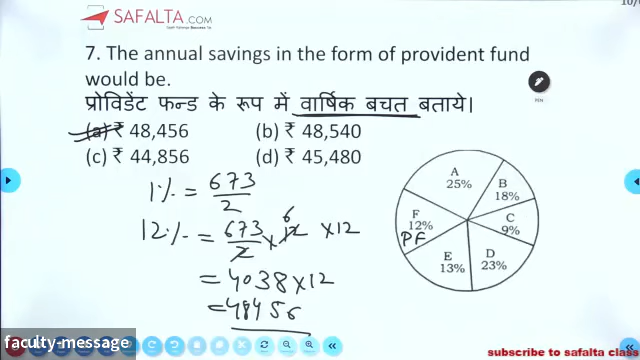 SAFALTA.COM
7. The annual savings in the form of provident fund
would be.
प्रोविडेंट फन्ड के रूप में वार्षिक बचत बताये।
(a) ₹ 48,456 (b) ₹ 48,540
(c) ₹ 44,856 (d) ₹ 45,480
1% = 673/2
12% = 673/2 × 12 × 12
6
= 4038 × 12
= 48456
A
25%
B
18%
C
9%
D
23%
E
13%
F
12%
PF
PEN
faculty-message
subscribe to safalta class